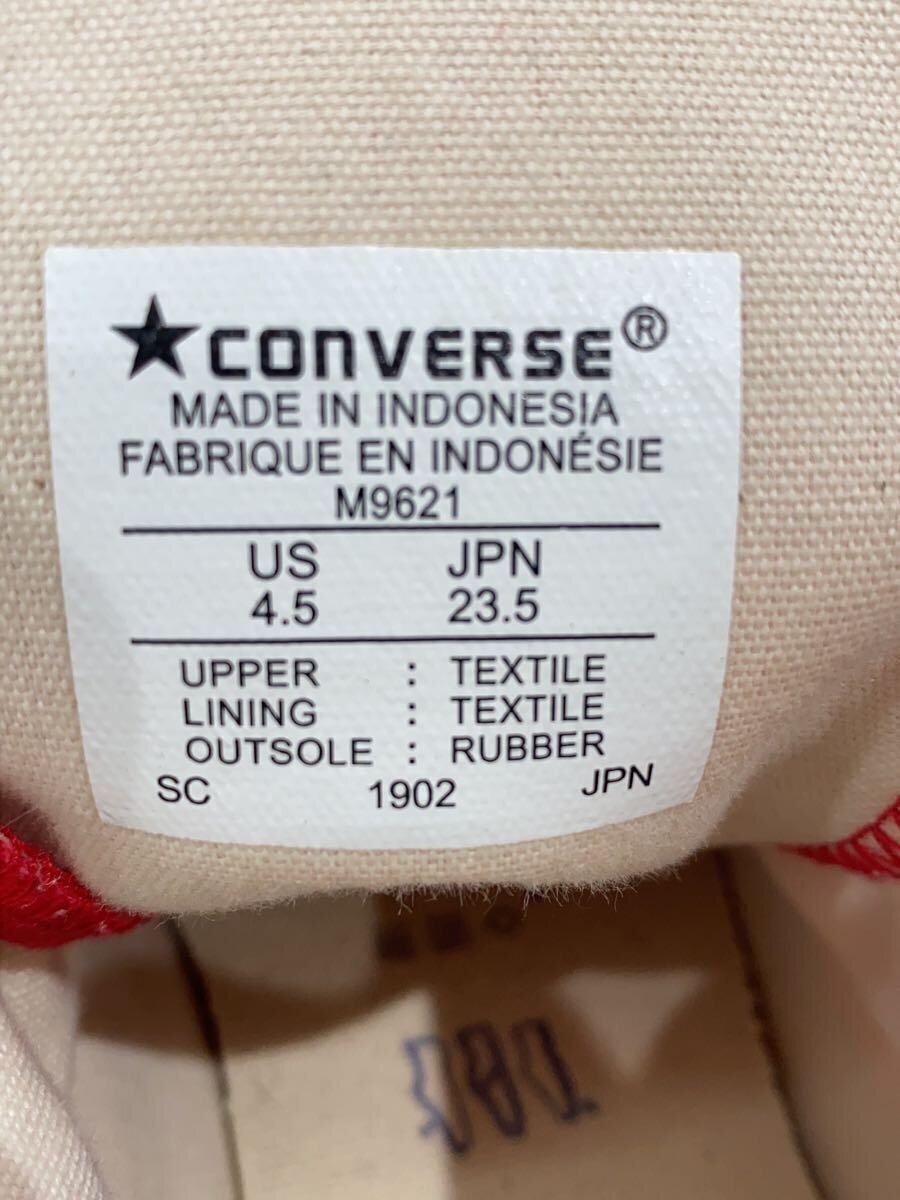 ★CONVERSE®
MADE IN INDONESIA
FABRIQUE EN INDONÉSIE
M9621
US JPN
4.5 23.5
UPPER : TEXTILE
LINING : TEXTILE
OUTSOLE : RUBBER
SC 1902 JPN